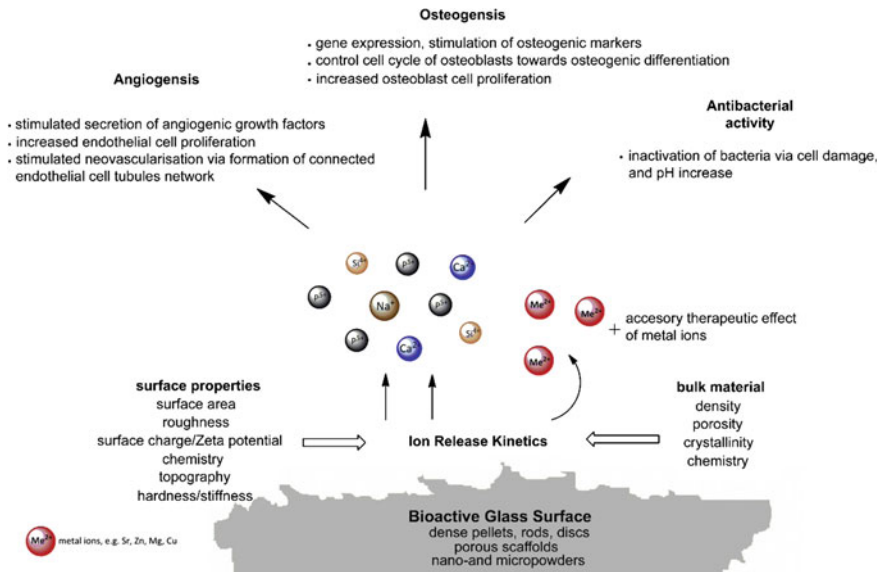 Osteogensis
• gene expression, stimulation of osteogenic markers
• control cell cycle of osteoblasts towards osteogenic differentiation
• increased osteoblast cell proliferation
Angiogensis
• stimulated secretion of angiogenic growth factors
• increased endothelial cell proliferation
• stimulated neovascularisation via formation of connected
endothelial cell tubules network
Antibacterial
activity
• inactivation of bacteria via cell damage,
and pH increase
Si⁴⁺
P⁵⁺
Ca²⁺
P⁵⁺
Na⁺
P⁵⁺
Si⁴⁺
P⁵⁺
Ca²⁺
Me²⁺
Me²⁺
Me²⁺
+ accesory therapeutic effect
of metal ions
surface properties
surface area
roughness
surface charge/Zeta potential
chemistry
topography
hardness/stiffness
Ion Release Kinetics
bulk material
density
porosity
crystallinity
chemistry
Bioactive Glass Surface
dense pellets, rods, discs
porous scaffolds
nano-and micropowders
Me²⁺ metal ions, e.g. Sr, Zn, Mg, Cu